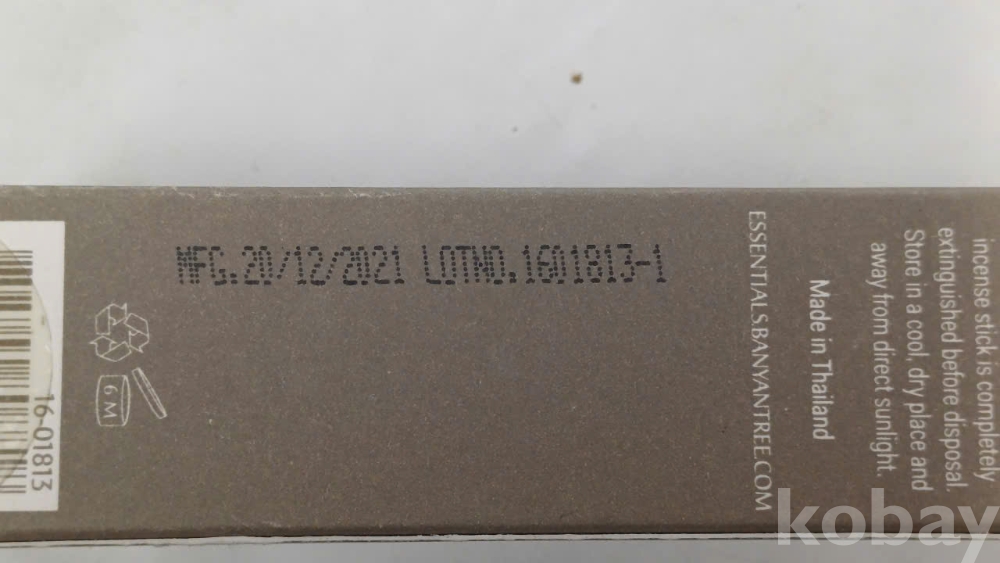 MFG.20/12/2021 LOTNO.1601813-1
incense stick is completely
extinguished before disposal.
Store in a cool, dry place and
away from direct sunlight.
Made in Thailand
ESSENTIALS.BANYANTREE.COM
6 M
16-01813
kobay